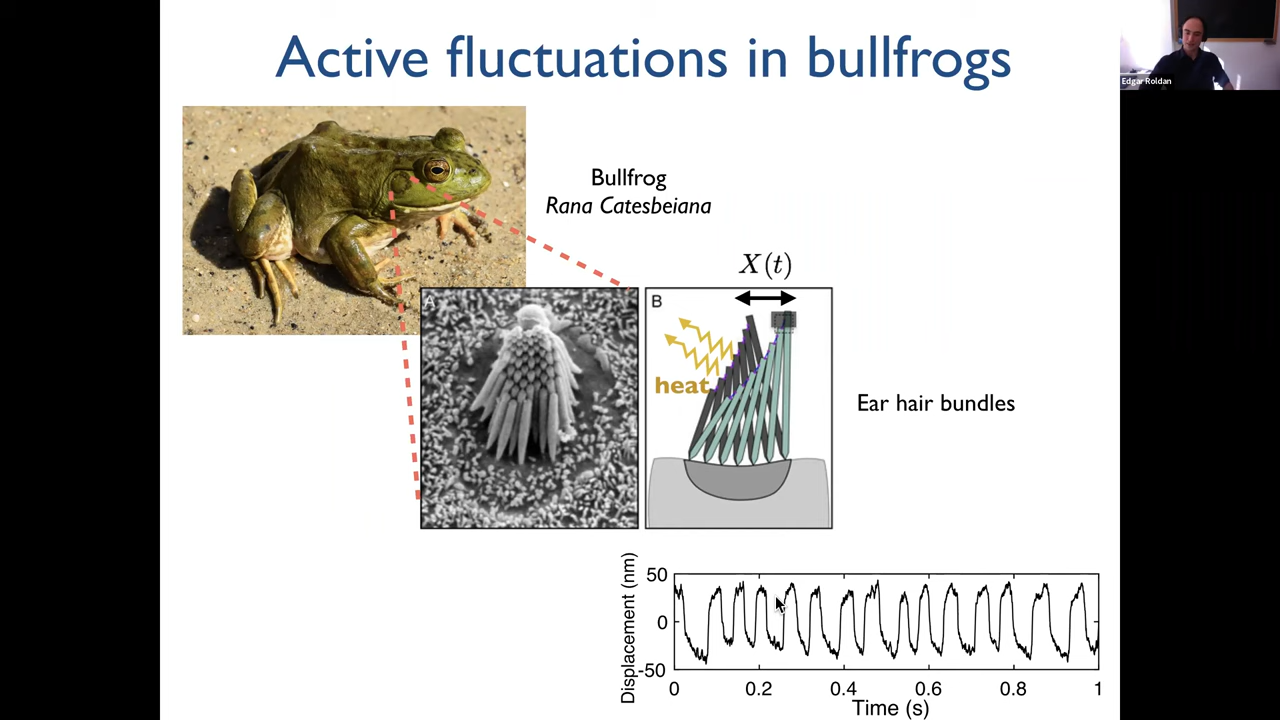 Active fluctuations in bullfrogs
Edgar Roldan
Bullfrog
Rana Catesbeiana
X(t)
A
B
heat
Ear hair bundles
Displacement (nm)
50
0
-50
0
0.2
0.4
0.6
0.8
1
Time (s)